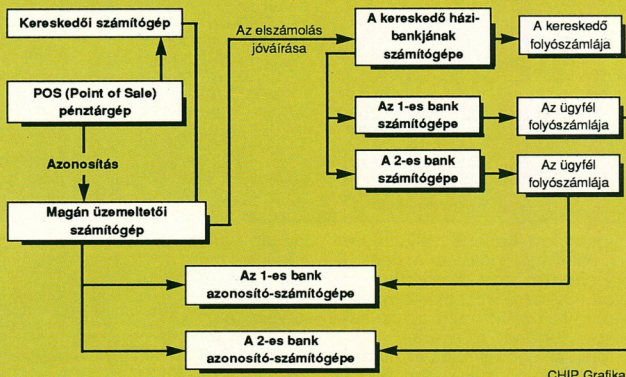 Kereskedői számítógép
POS (Point of Sale)
pénztárgép
Azonosítás
Magán üzemeltetői
számítógép
Az elszámolás
jóváírása
A kereskedő házi-
bankjának
számítógépe
A kereskedő
folyószámlája
Az 1-es bank
számítógépe
Az ügyfél
folyószámlája
A 2-es bank
számítógépe
Az ügyfél
folyószámlája
Az 1-es bank
azonosító-számítógépe
A 2-es bank
azonosító-számítógépe
CHIP Grafika